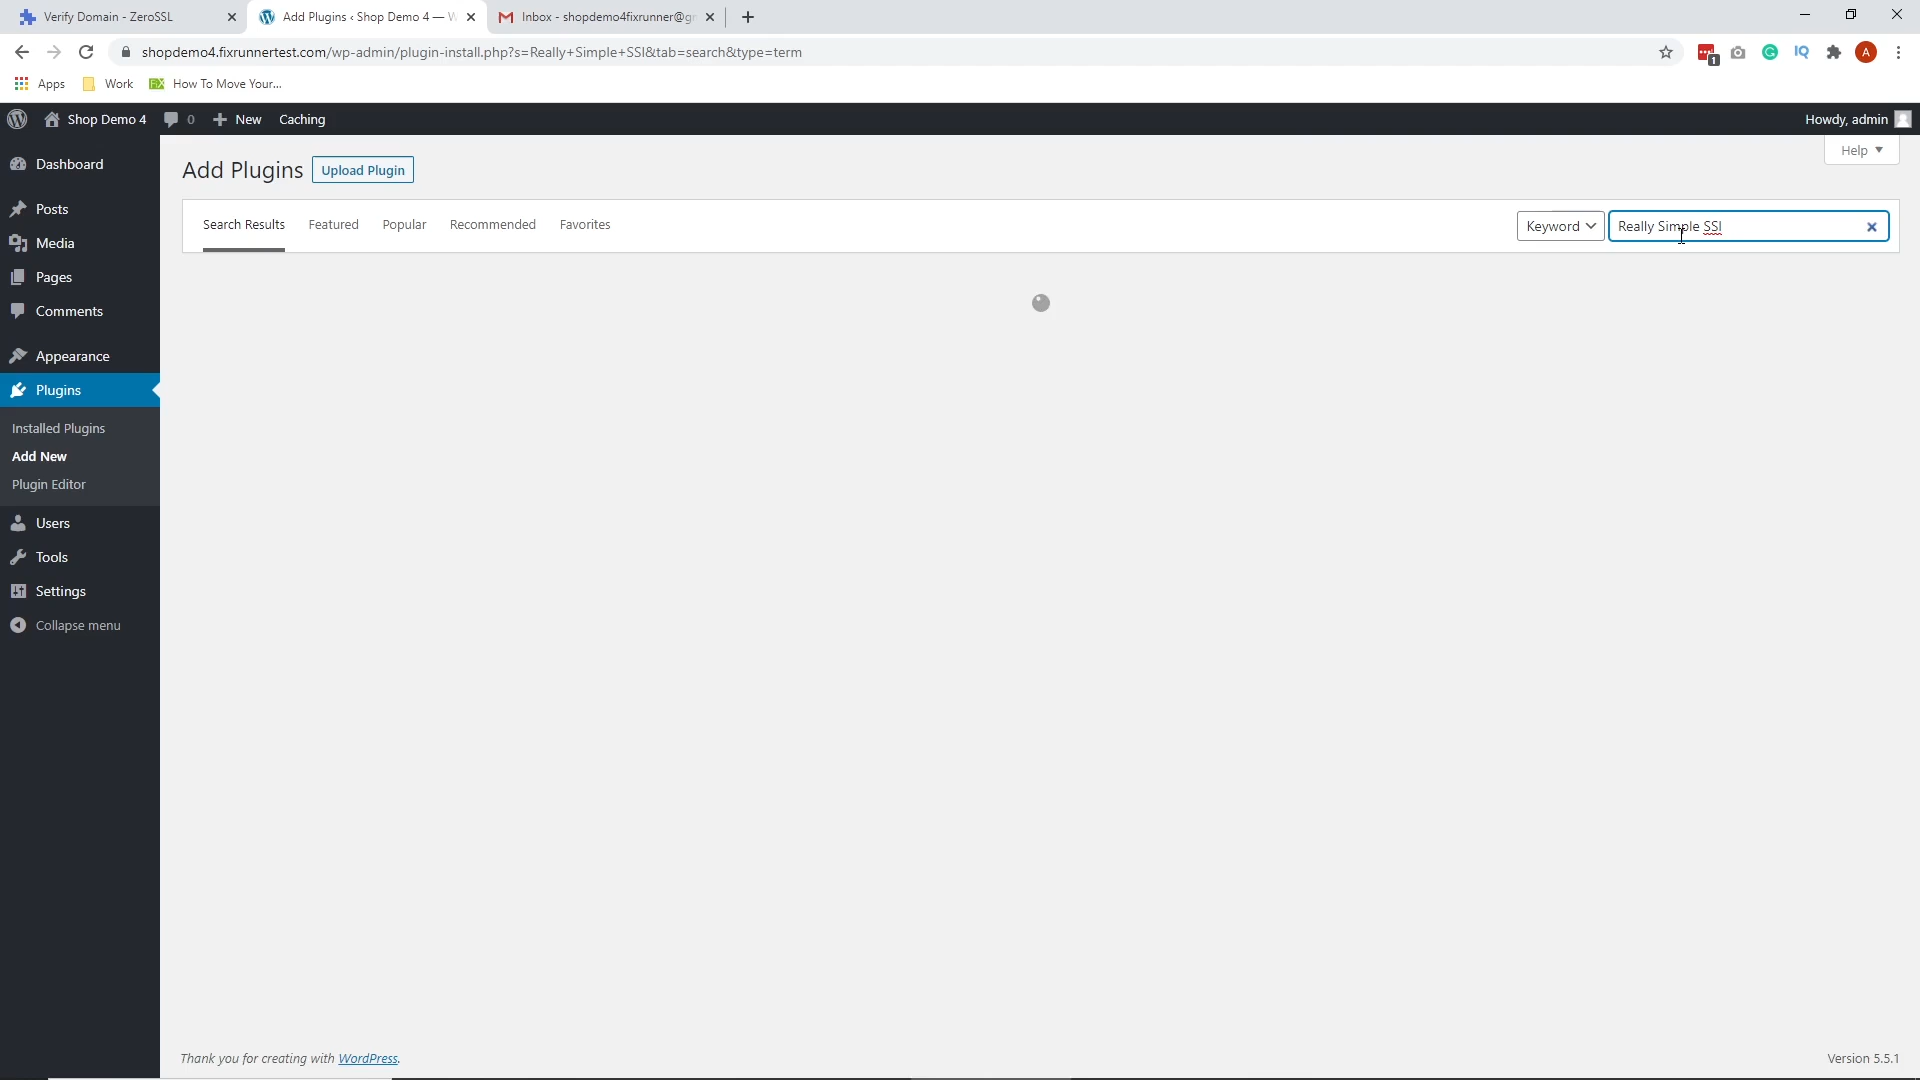 Verify Domain - ZeroSSL
Add Plugins ‹ Shop Demo 4 — W
Inbox - shopdemo4fixrunner@gr
shopdemo4.fixrunnertest.com/wp-admin/plugin-install.php?s=Really+Simple+SSl&tab=search&type=term
1
A
Apps
Work
How To Move Your...
Shop Demo 4
0
New
Caching
Howdy, admin
Help
Dashboard
Posts
Media
Pages
Comments
Appearance
Plugins
Installed Plugins
Add New
Plugin Editor
Users
Tools
Settings
Collapse menu
Add Plugins
Upload Plugin
Search Results
Featured
Popular
Recommended
Favorites
Keyword
Really Simple SSl
Thank you for creating with WordPress.
Version 5.5.1